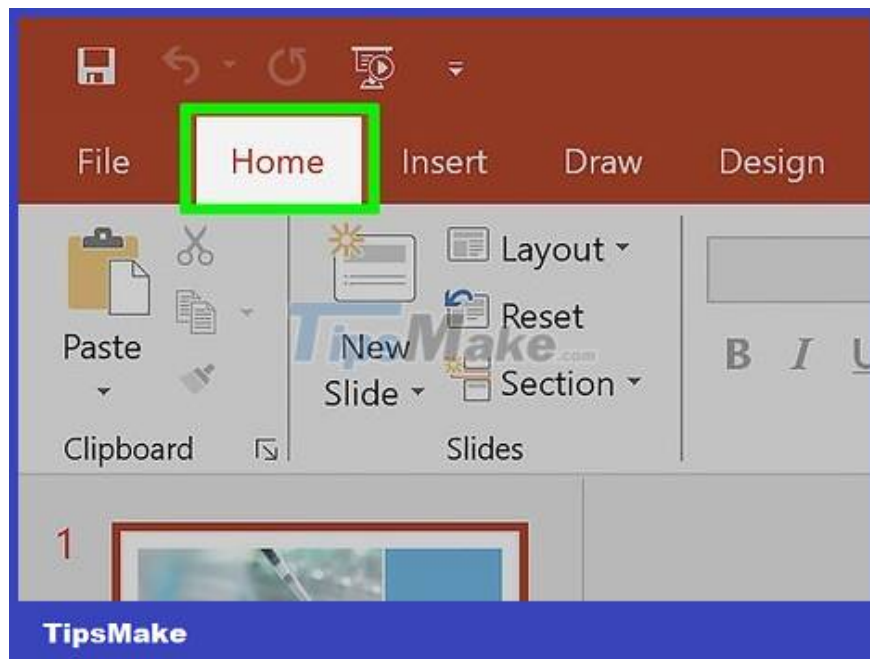 File Home Insert Draw Design
Layout
Reset
Paste New
Slide Section
B I U
Clipboard Slides
TipsMake.com
1
TipsMake